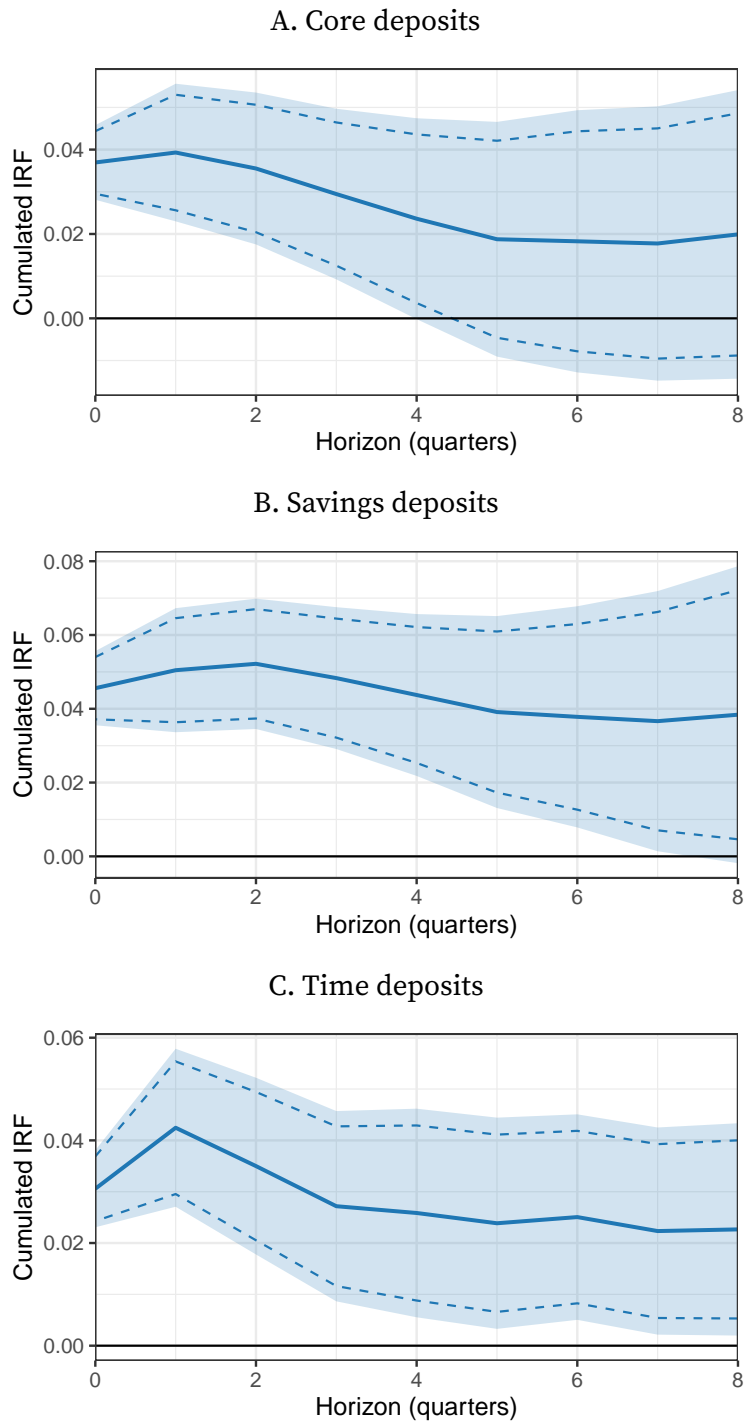 A. Core deposits
Cumulated IRF
0.04
0.02
0.00
0 2 4 6 8
Horizon (quarters)
B. Savings deposits
Cumulated IRF
0.08
0.06
0.04
0.02
0.00
0 2 4 6 8
Horizon (quarters)
C. Time deposits
Cumulated IRF
0.06
0.04
0.02
0.00
0 2 4 6 8
Horizon (quarters)